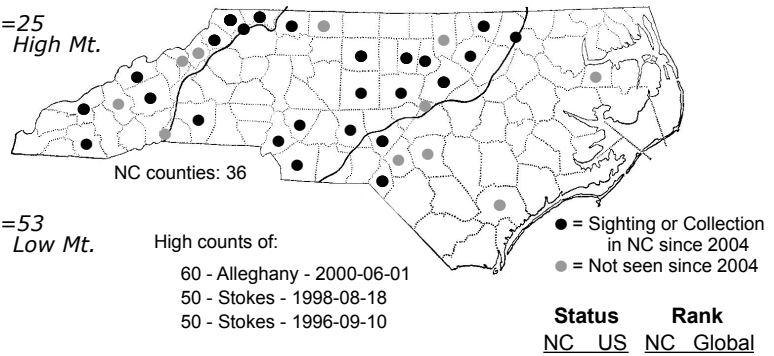 =25
High Mt.
NC counties: 36
=53
Low Mt.
High counts of:
60 - Alleghany - 2000-06-01
50 - Stokes - 1998-08-18
50 - Stokes - 1996-09-10
= Sighting or Collection
in NC since 2004
= Not seen since 2004
Status Rank
NC US NC Global